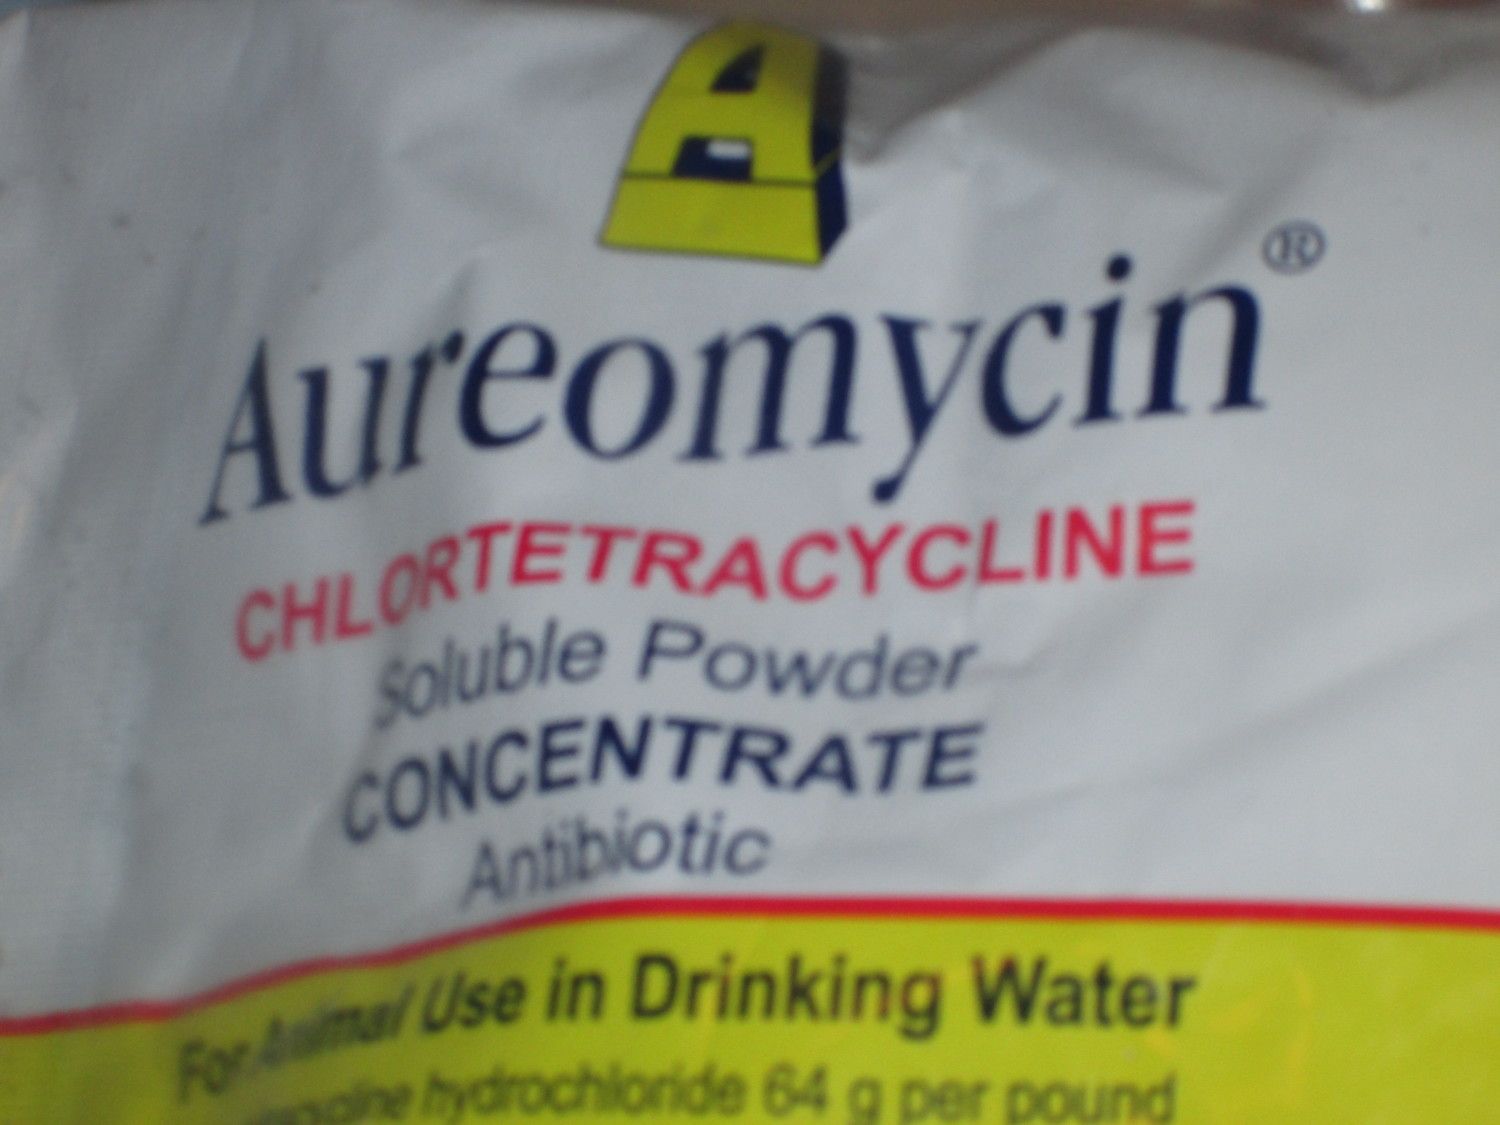 A
Aureomycin®
CHLORTETRACYCLINE
Soluble Powder
CONCENTRATE
Antibiotic
For Animal Use in Drinking Water
hydrochloride 64 g per pound